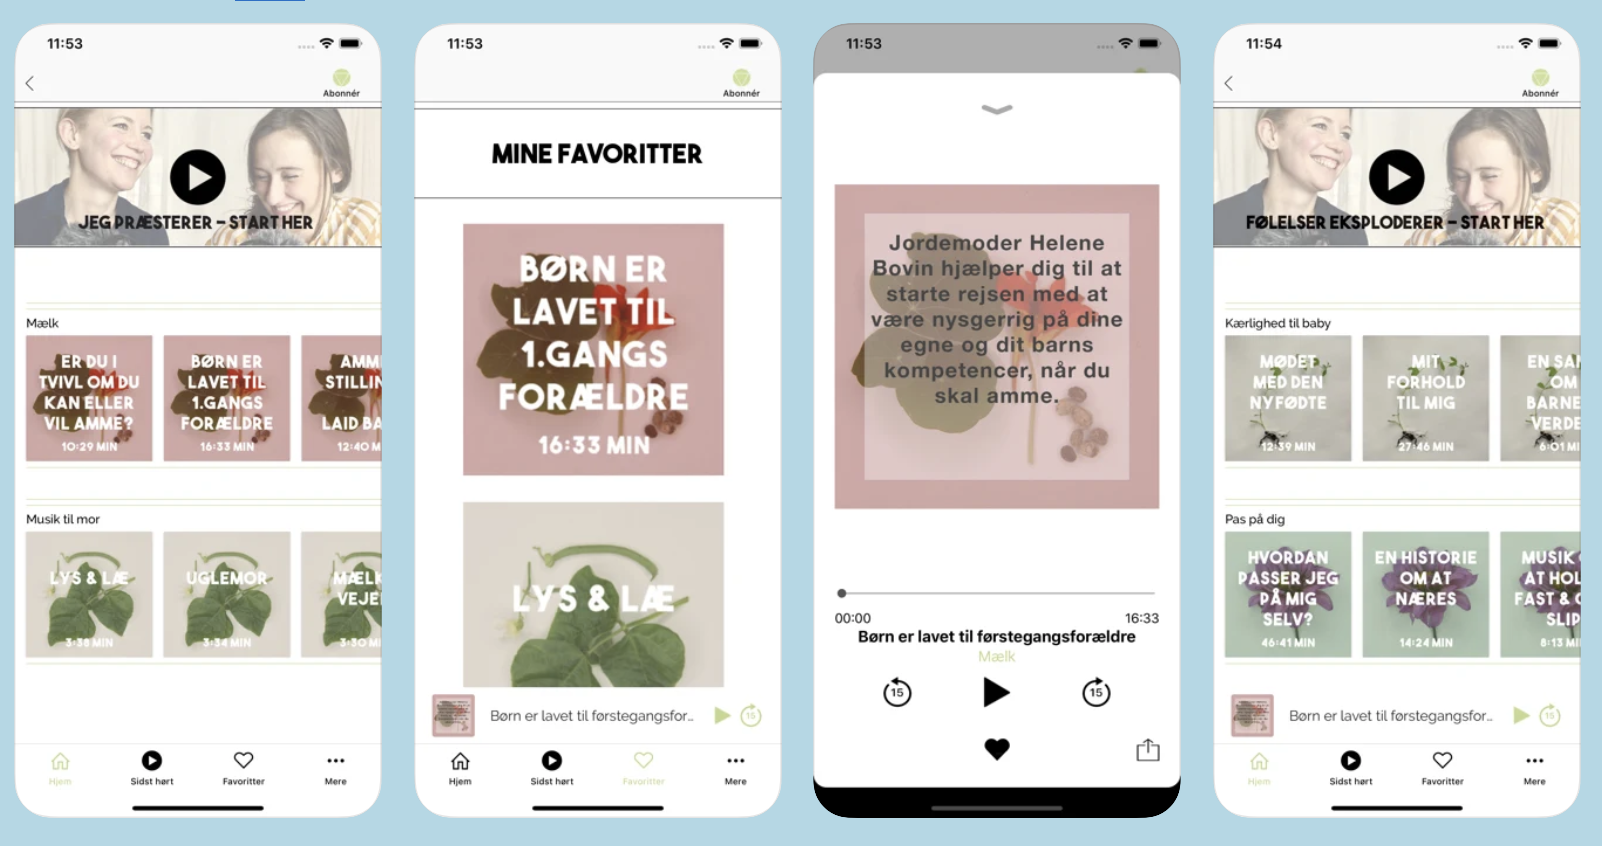 11:53
Abonnér
JEG PRÆSTERER – START HER
Mælk
ER DU I
TVIVL OM DU
KAN ELLER
VIL AMME?
10:29 MIN
BØRN ER
LAVET TIL
1.GANGS
FORÆLDRE
16:33 MIN
AMM
STILLIN
LAID BA
12:40 M
Musik til mor
LYS & LÆ
3:38 MIN
UGLEMOR
3:34 MIN
MÆLK
VEJE
3:30 MI
Hjem
Sidst hørt
Favoritter
Mere
11:53
Abonnér
MINE FAVORITTER
BØRN ER
LAVET TIL
1.GANGS
FORÆLDRE
16:33 MIN
LYS & LÆ
Børn er lavet til førstegangsfor...
15
Hjem
Sidst hørt
Favoritter
Mere
11:53
Jordemoder Helene
Bovin hjælper dig til at
starte rejsen med at
være nysgerrig på dine
egne og dit barns
kompetencer, når du
skal amme.
00:00 16:33
Børn er lavet til førstegangsforældre
Mælk
15 15
11:54
Abonnér
FØLELSER EKSPLODERER – START HER
Kærlighed til baby
MØDET
MED DEN
NYFØDTE
12:39 MIN
MIT
FORHOLD
TIL MIG
27:46 MIN
EN SAN
OM
BARNE
VERDE
6:01 MI
Pas på dig
HVORDAN
PASSER JEG
PÅ MIG
SELV?
46:41 MIN
EN HISTORIE
OM AT
NÆRES
14:24 MIN
MUSIK
AT HOL
FAST &
SLIP
8:13 MI
Børn er lavet til førstegangsfor...
15
Hjem
Sidst hørt
Favoritter
Mere